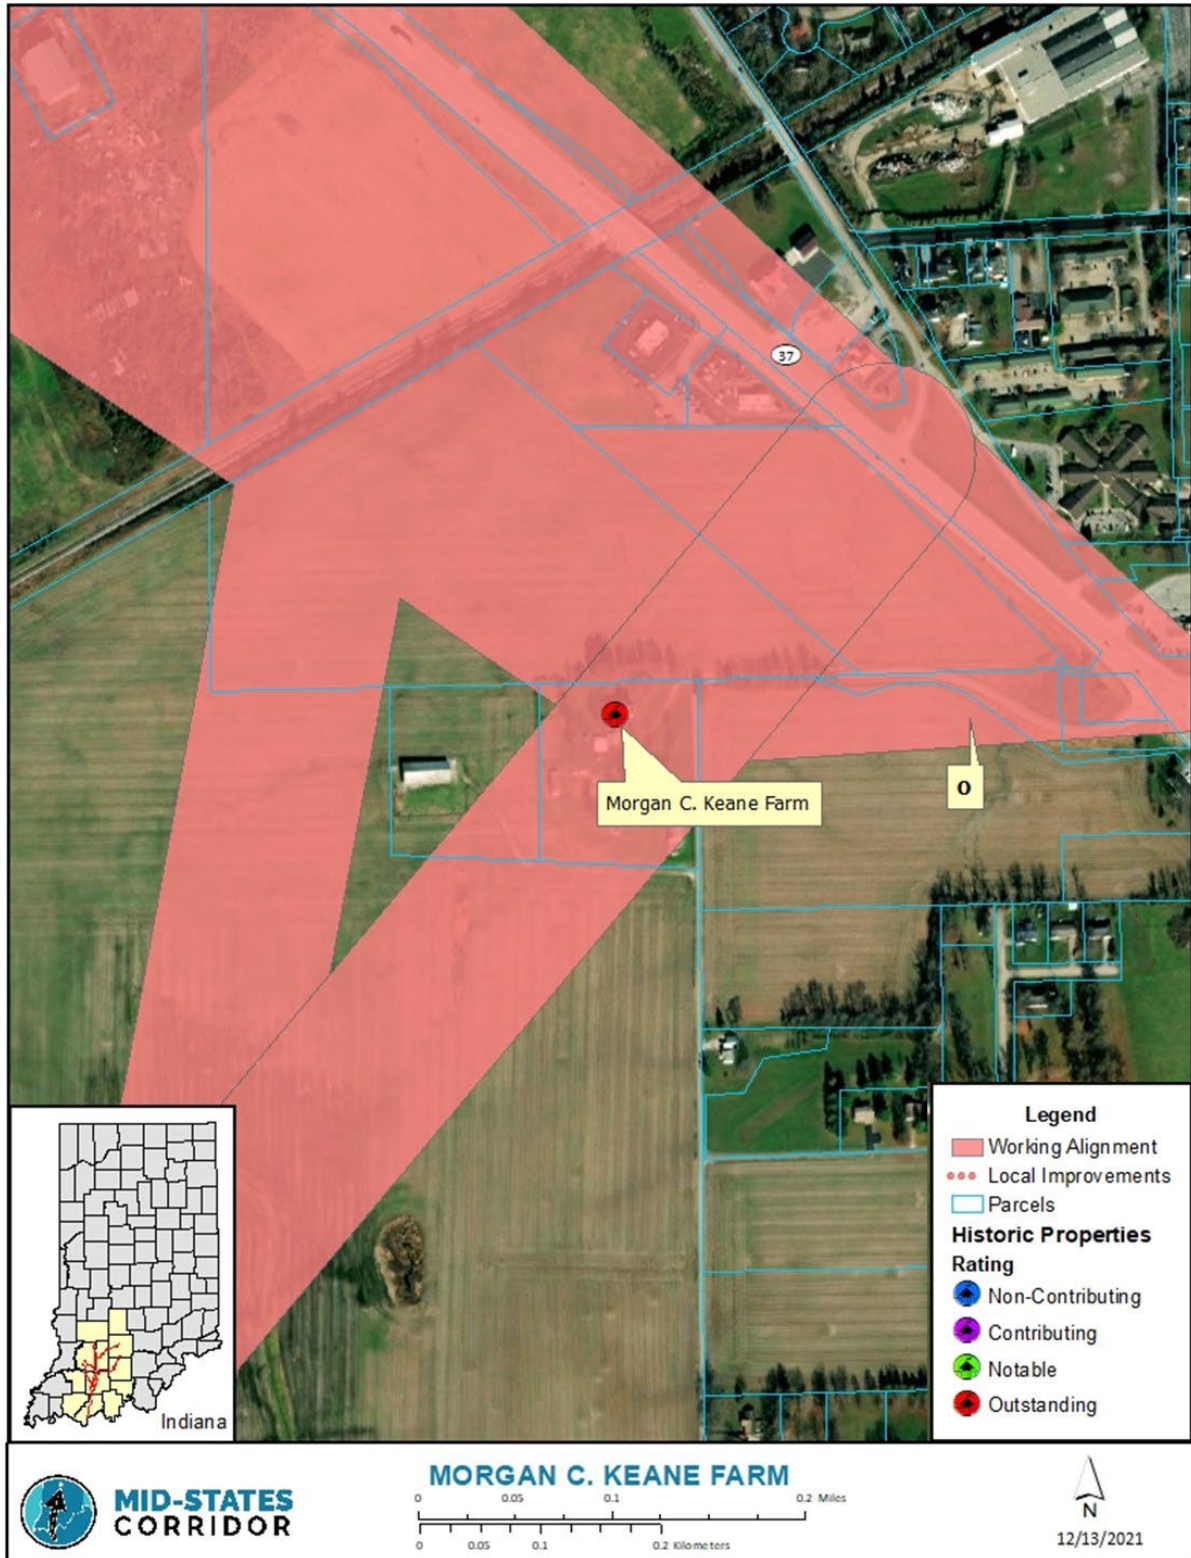 37
Morgan C. Keane Farm
O
Legend
Working Alignment
Local Improvements
Parcels
Historic Properties
Rating
Non-Contributing
Contributing
Notable
Outstanding
Indiana
MID-STATES
CORRIDOR
MORGAN C. KEANE FARM
0 0.05 0.1 0.2 Miles
0 0.05 0.1 0.2 Kilometers
N
12/13/2021